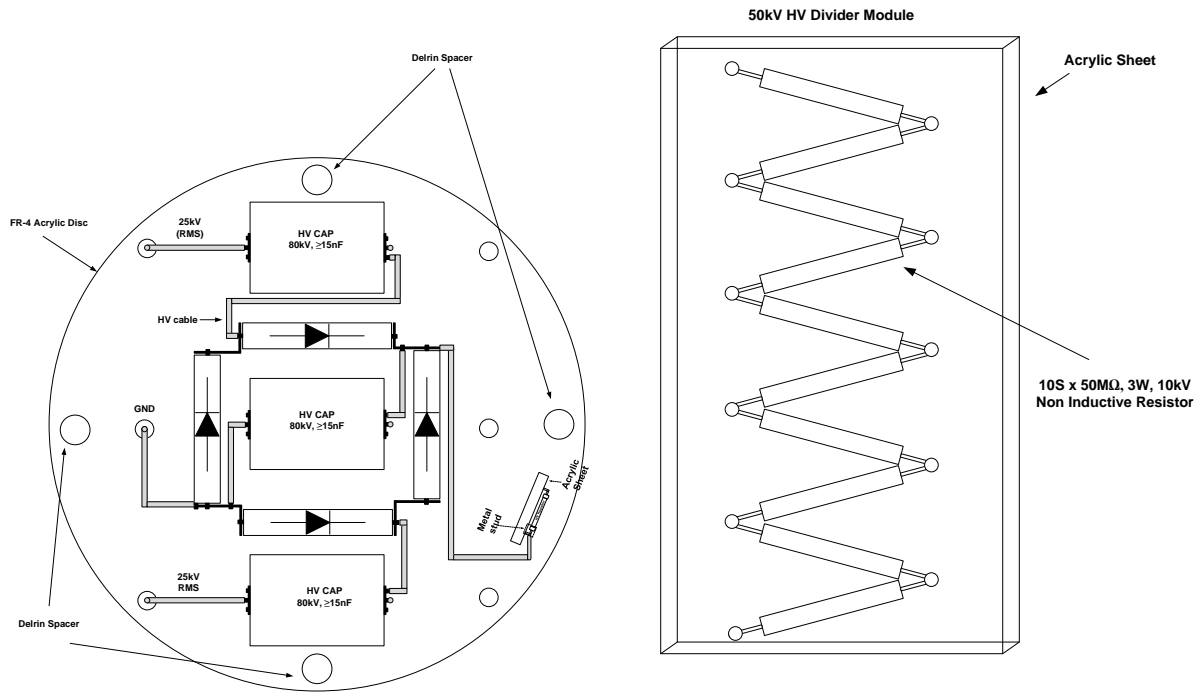 50kV HV Divider Module
Delrin Spacer
Acrylic Sheet
FR-4 Acrylic Disc
25kV
(RMS)
HV CAP
80kV, ≥15nF
HV cable
GND
HV CAP
80kV, ≥15nF
10S x 50MΩ, 3W, 10kV
Non Inductive Resistor
Acrylic
Sheet
Metal
stud
25kV
RMS
HV CAP
80kV, ≥15nF
Delrin Spacer